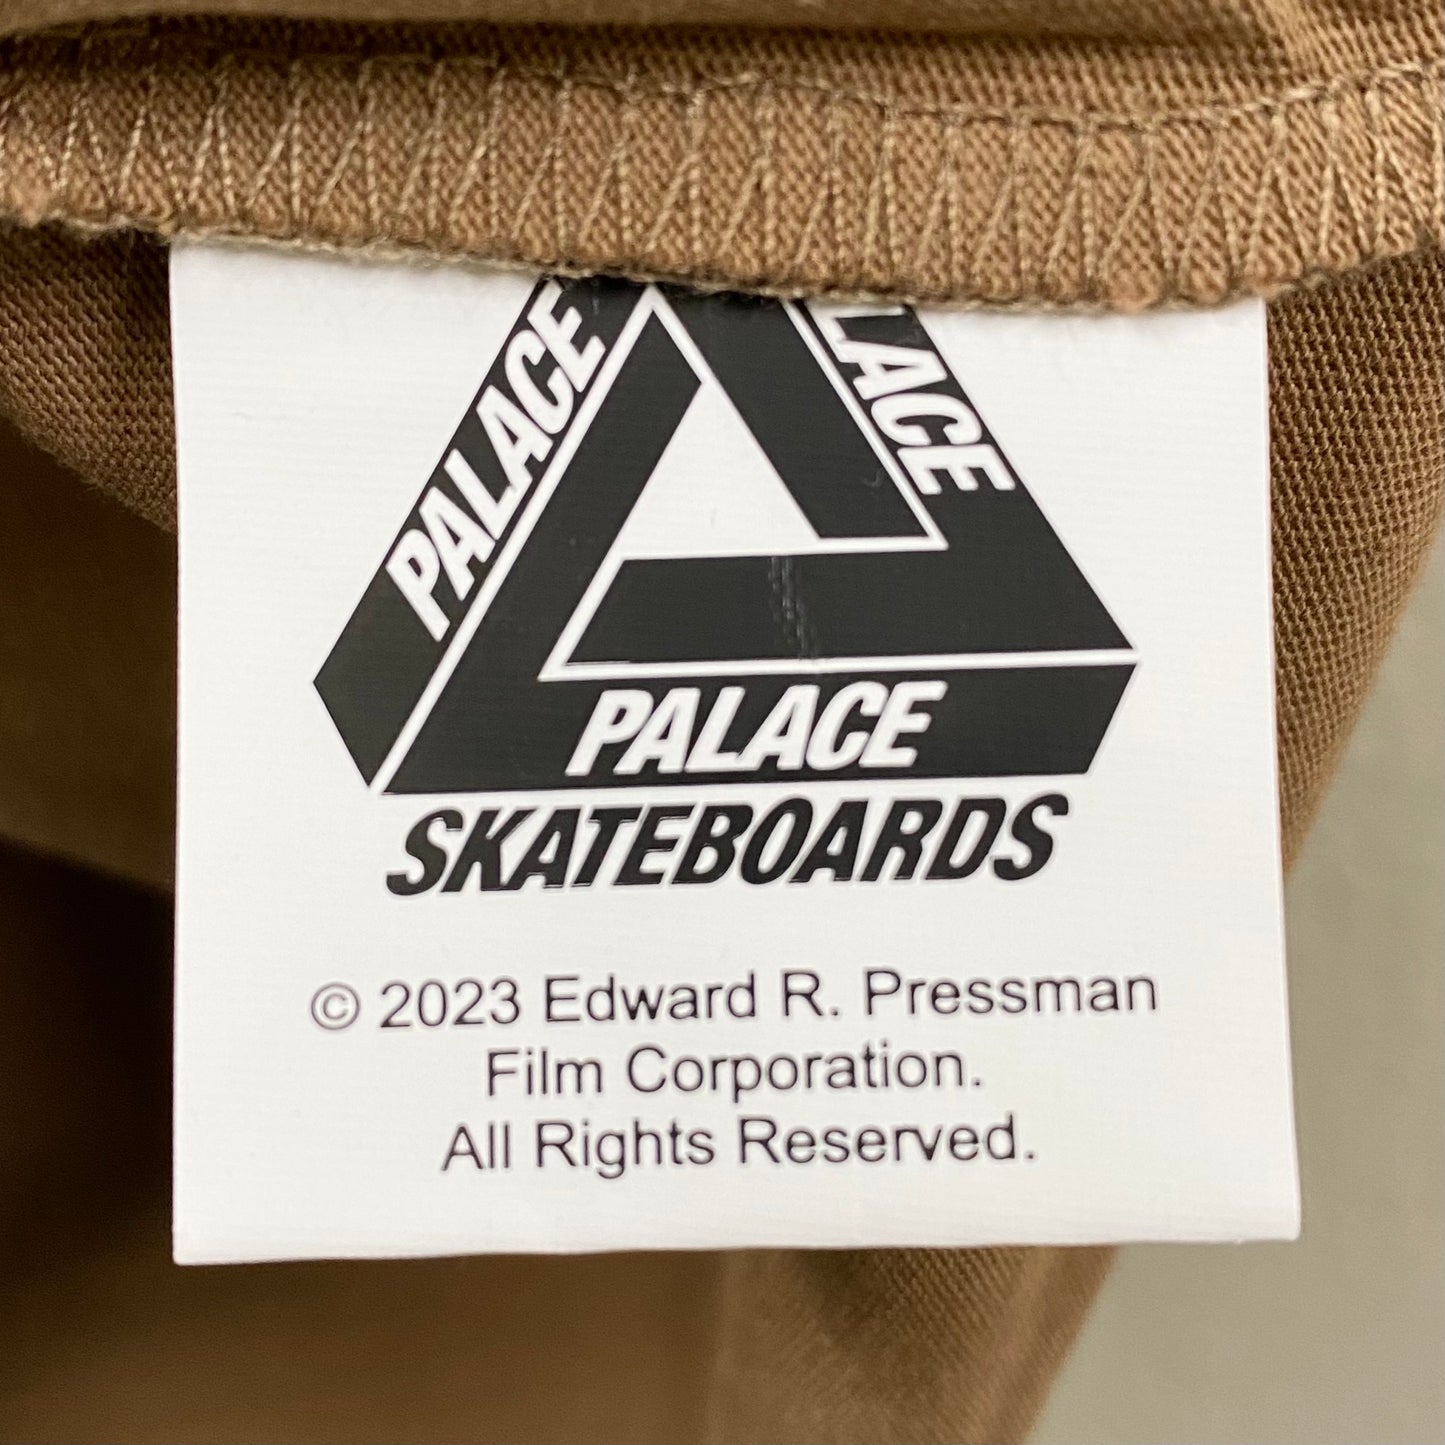 PALACE
LACE
PALACE
SKATEBOARDS
© 2023 Edward R. Pressman
Film Corporation.
All Rights Reserved.